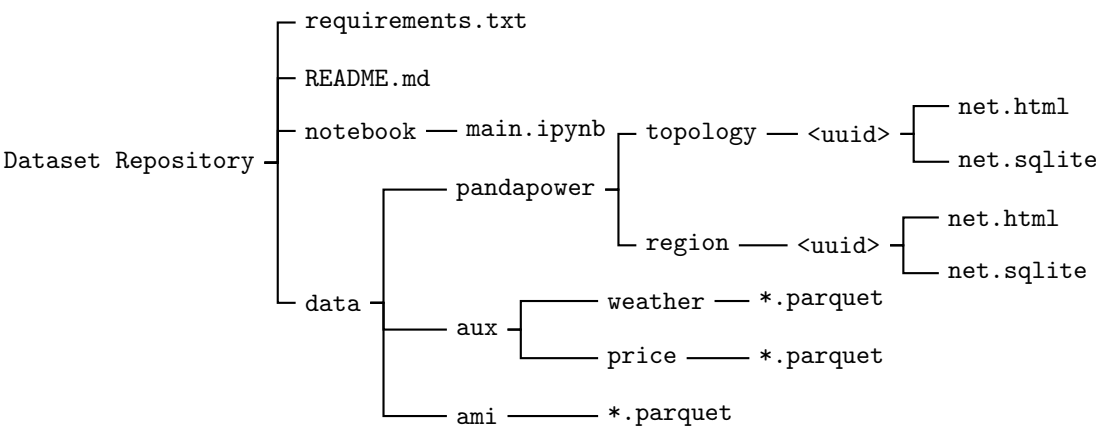 requirements.txt
README.md
notebook
main.ipynb
Dataset Repository
data
pandapower
topology
<uuid>
net.html
net.sqlite
region
<uuid>
net.html
net.sqlite
aux
weather
*.parquet
price
*.parquet
ami
*.parquet